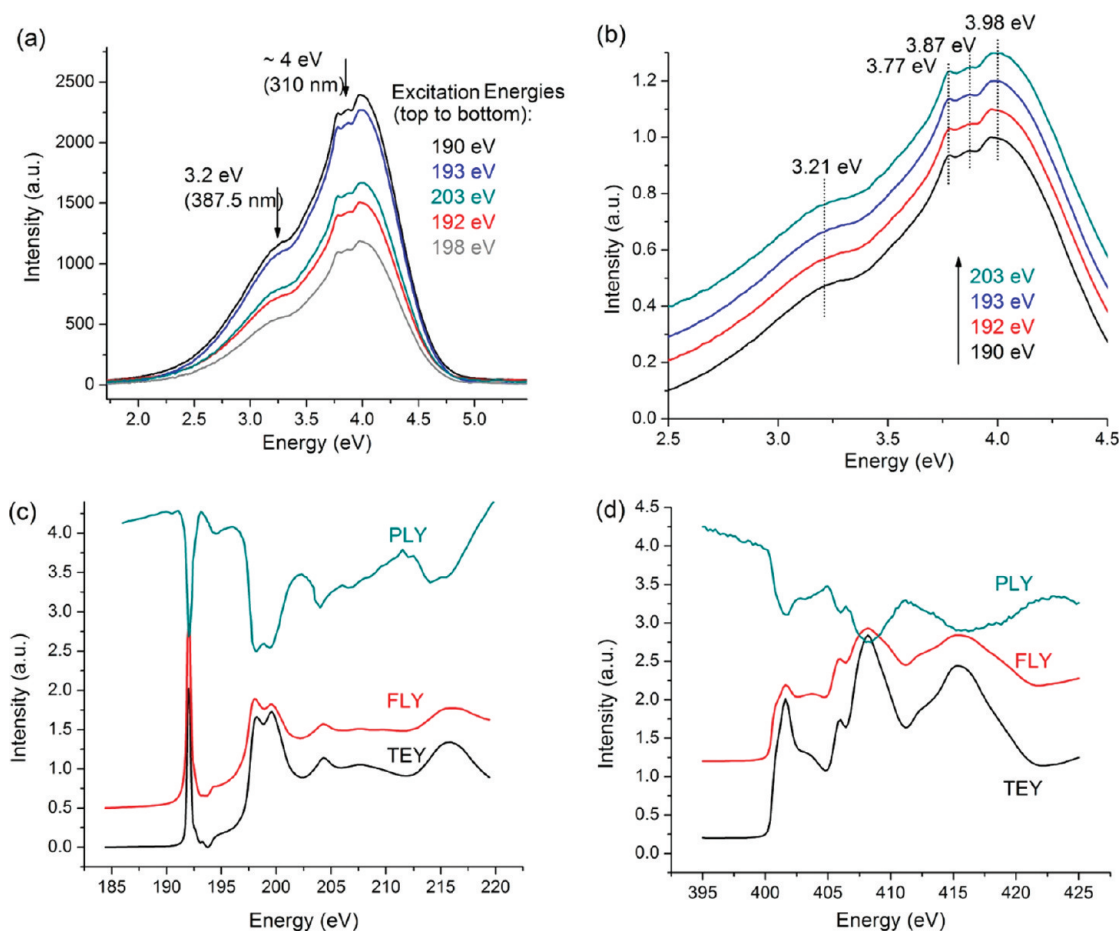 (a)
~ 4 eV
(310 nm)
3.2 eV
(387.5 nm)
Excitation Energies
(top to bottom):
190 eV
193 eV
203 eV
192 eV
198 eV
2500
2000
1500
1000
500
0
Intensity (a.u.)
2.0 2.5 3.0 3.5 4.0 4.5 5.0
Energy (eV)
(b)
3.98 eV
3.87 eV
3.77 eV
3.21 eV
203 eV
193 eV
192 eV
190 eV
1.2
1.0
0.8
0.6
0.4
0.2
0.0
Intensity (a.u.)
2.5 3.0 3.5 4.0 4.5
Energy (eV)
(c)
PLY
FLY
TEY
4.0
3.5
3.0
2.5
2.0
1.5
1.0
0.5
0.0
Intensity (a.u.)
185 190 195 200 205 210 215 220
Energy (eV)
(d)
PLY
FLY
TEY
4.5
4.0
3.5
3.0
2.5
2.0
1.5
1.0
0.5
0.0
Intensity (a.u.)
395 400 405 410 415 420 425
Energy (eV)